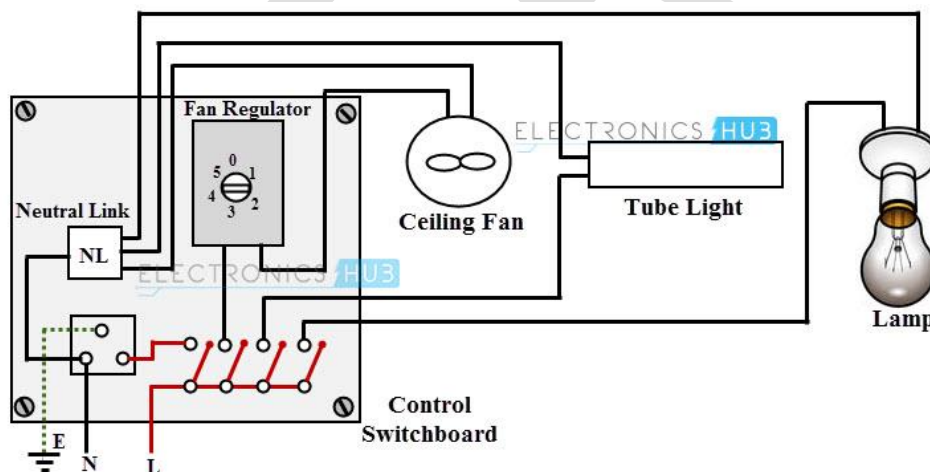 Fan Regulator
0
5 1
4 2
3
ELECTRONICS HUB
Neutral Link
Ceiling Fan
Tube Light
NL
ELECTRONICS HUB
Lamp
Control
Switchboard
E
N
L